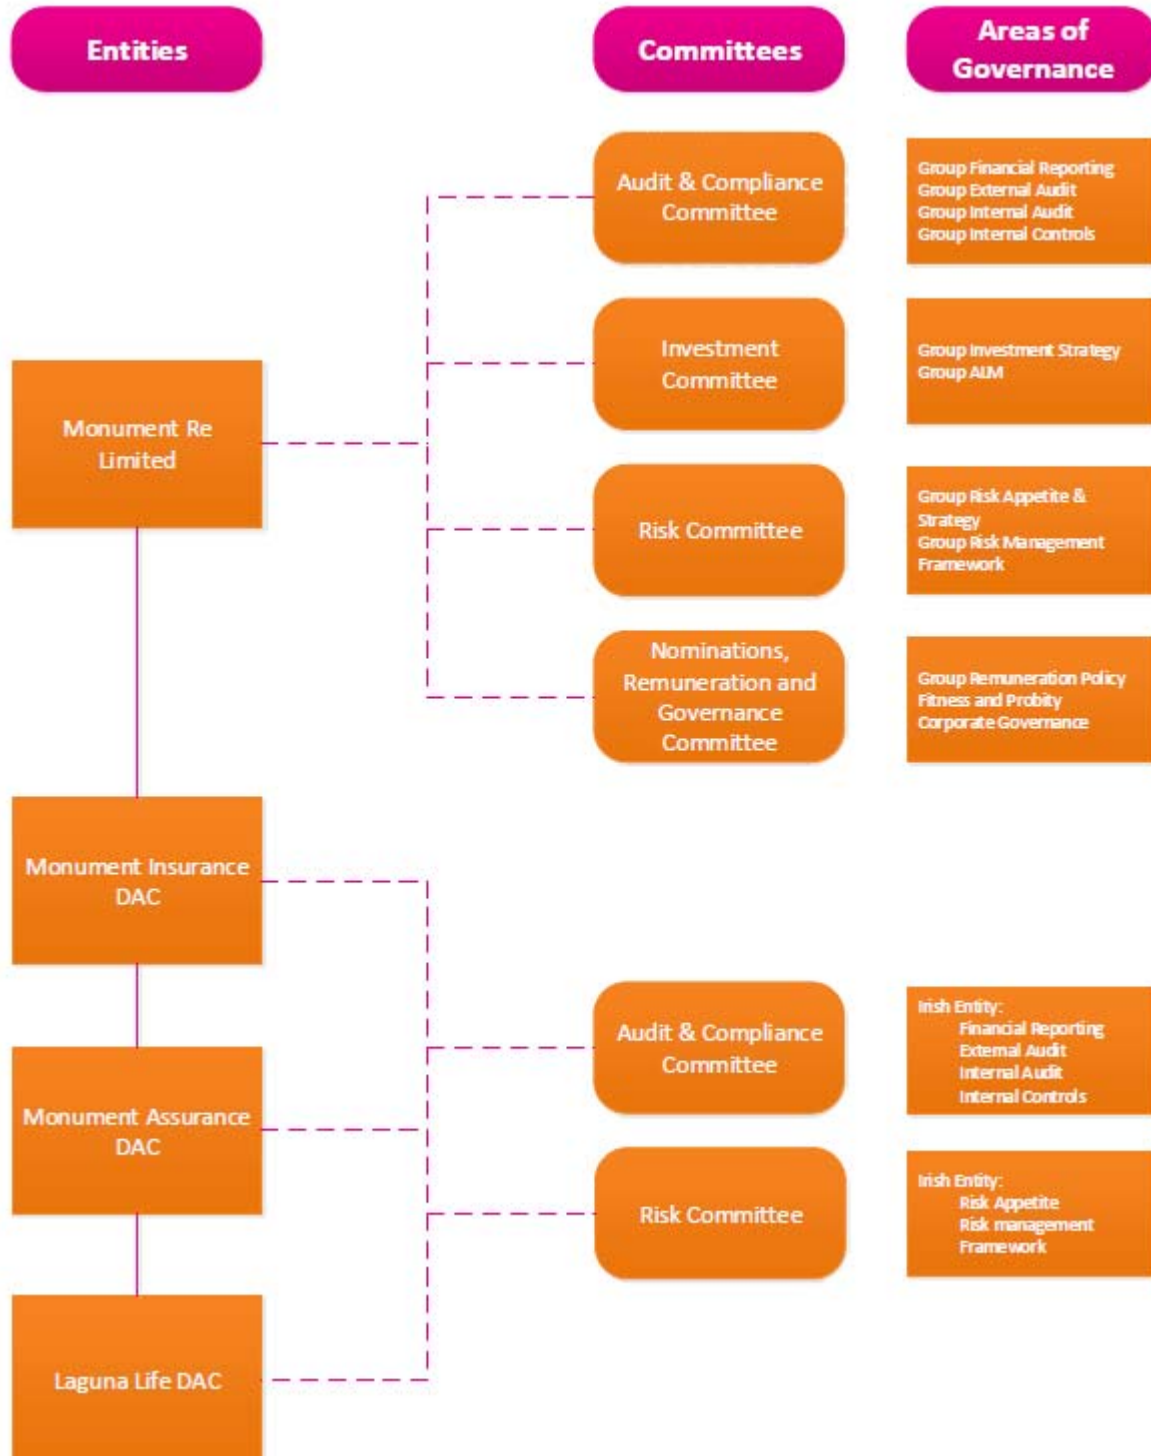 Entities
Committees
Areas of
Governance
Audit & Compliance
Committee
Group Financial Reporting
Group External Audit
Group Internal Audit
Group Internal Controls
Investment
Committee
Group Investment Strategy
Group ALM
Monument Re
Limited
Risk Committee
Group Risk Appetite &
Strategy
Group Risk Management
Framework
Nominations,
Remuneration and
Governance
Committee
Group Remuneration Policy
Fitness and Probity
Corporate Governance
Monument Insurance
DAC
Audit & Compliance
Committee
Irish Entity:
Financial Reporting
External Audit
Internal Audit
Internal Controls
Monument Assurance
DAC
Risk Committee
Irish Entity:
Risk Appetite
Risk management
Framework
Laguna Life DAC